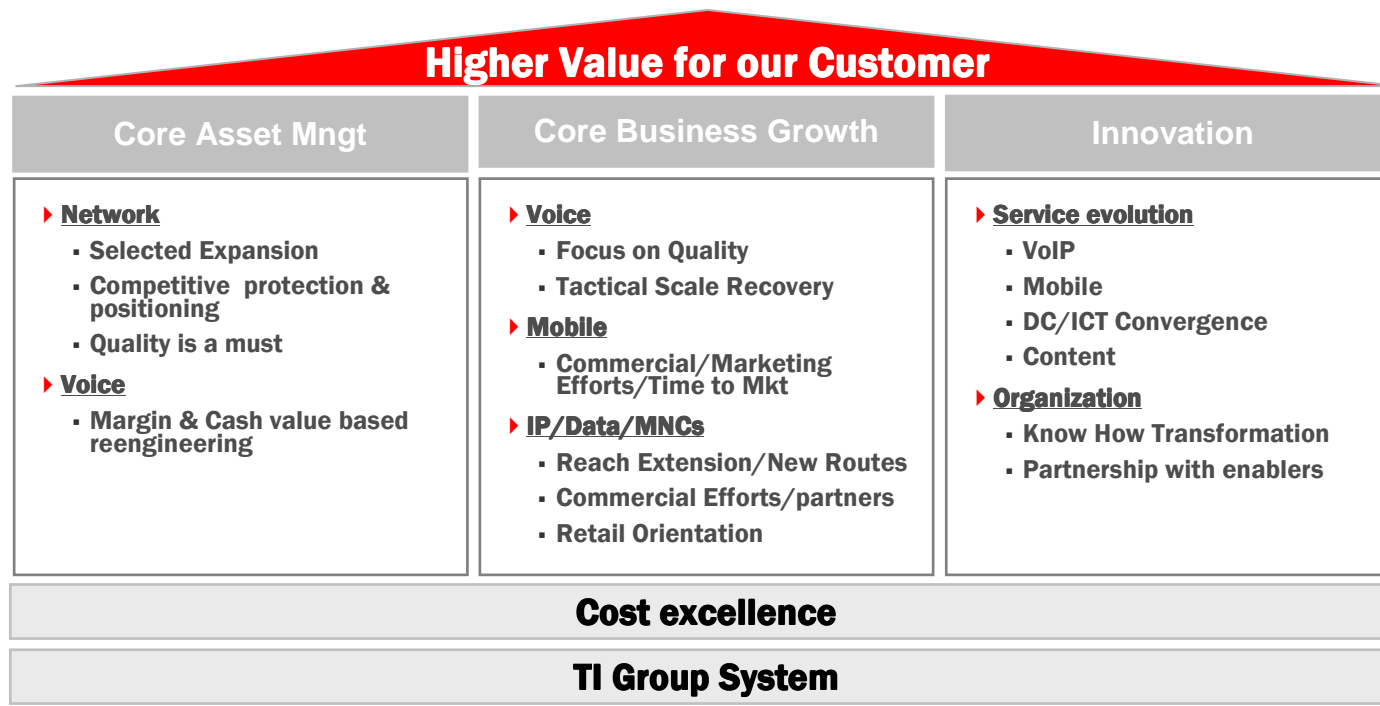 Higher Value for our Customer
Core Asset Mngt
Network
Selected Expansion
Competitive protection &
positioning
Quality is a must
Voice
Margin & Cash value based
reengineering
Core Business Growth
Voice
Focus on Quality
Tactical Scale Recovery
Mobile
Commercial/Marketing
Efforts/Time to Mkt
IP/Data/MNCs
Reach Extension/New Routes
Commercial Efforts/partners
Retail Orientation
Innovation
Service evolution
VoIP
Mobile
DC/ICT Convergence
Content
Organization
Know How Transformation
Partnership with enablers
Cost excellence
TI Group System